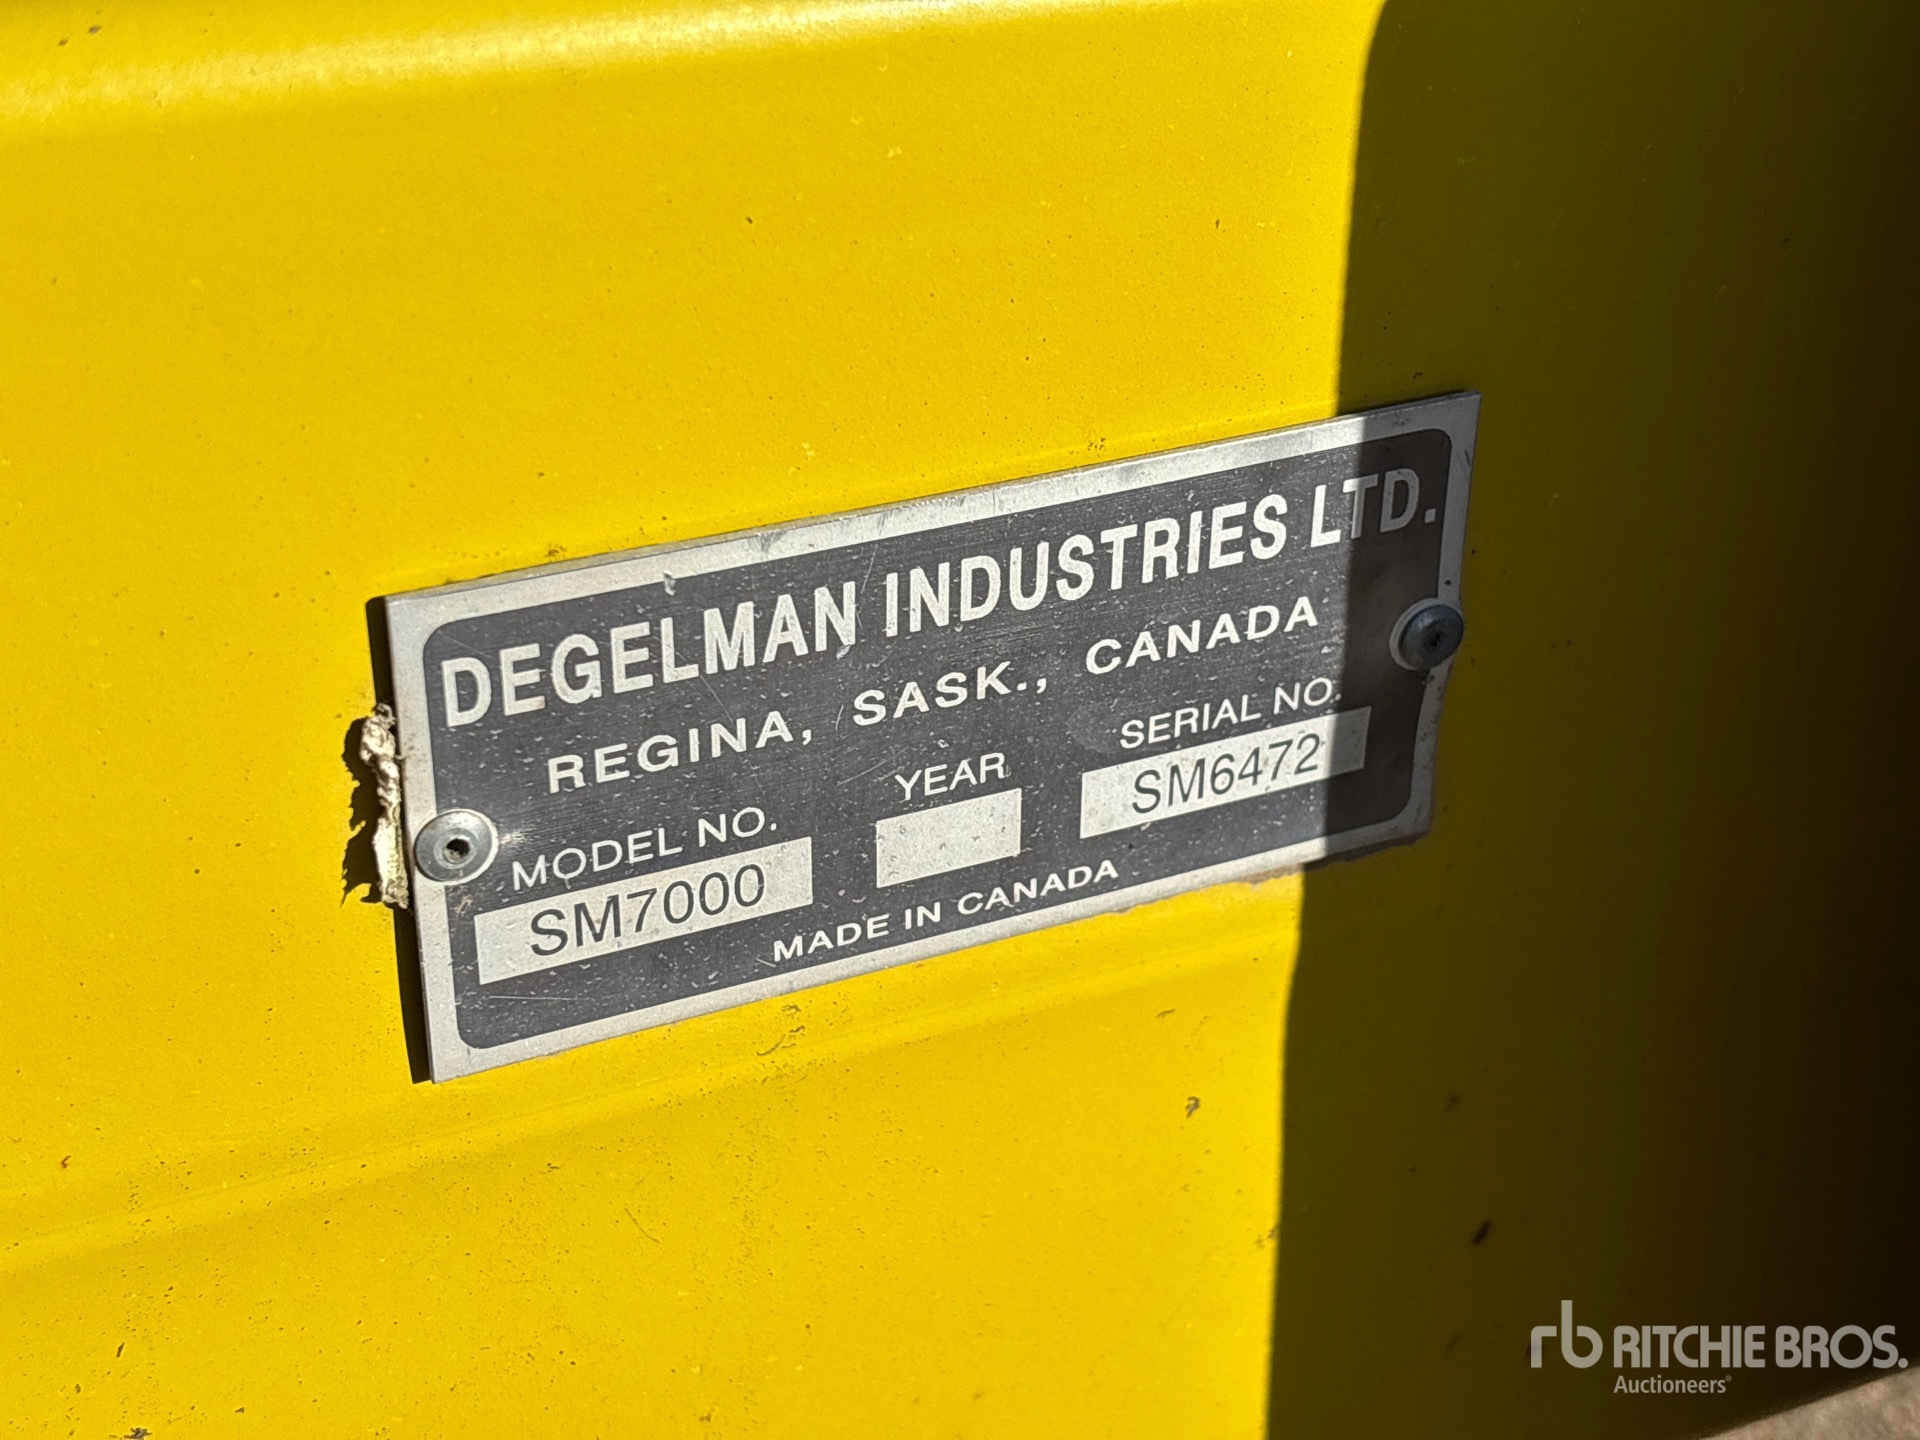 DEGELMAN INDUSTRIES LTD.
REGINA, SASK., CANADA
MODEL NO. YEAR SERIAL NO.
SM7000 SM6472
MADE IN CANADA
rb RITCHIE BROS.
Auctioneers®